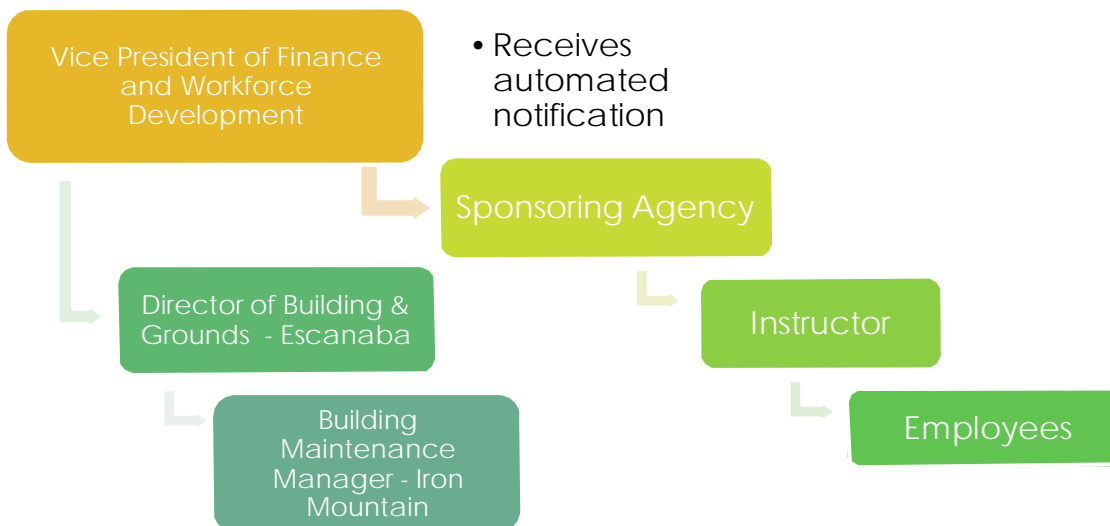 Vice President of Finance
and Workforce
Development
• Receives
automated
notification
Sponsoring Agency
Director of Building &
Grounds - Escanaba
Instructor
Building
Maintenance
Manager - Iron
Mountain
Employees